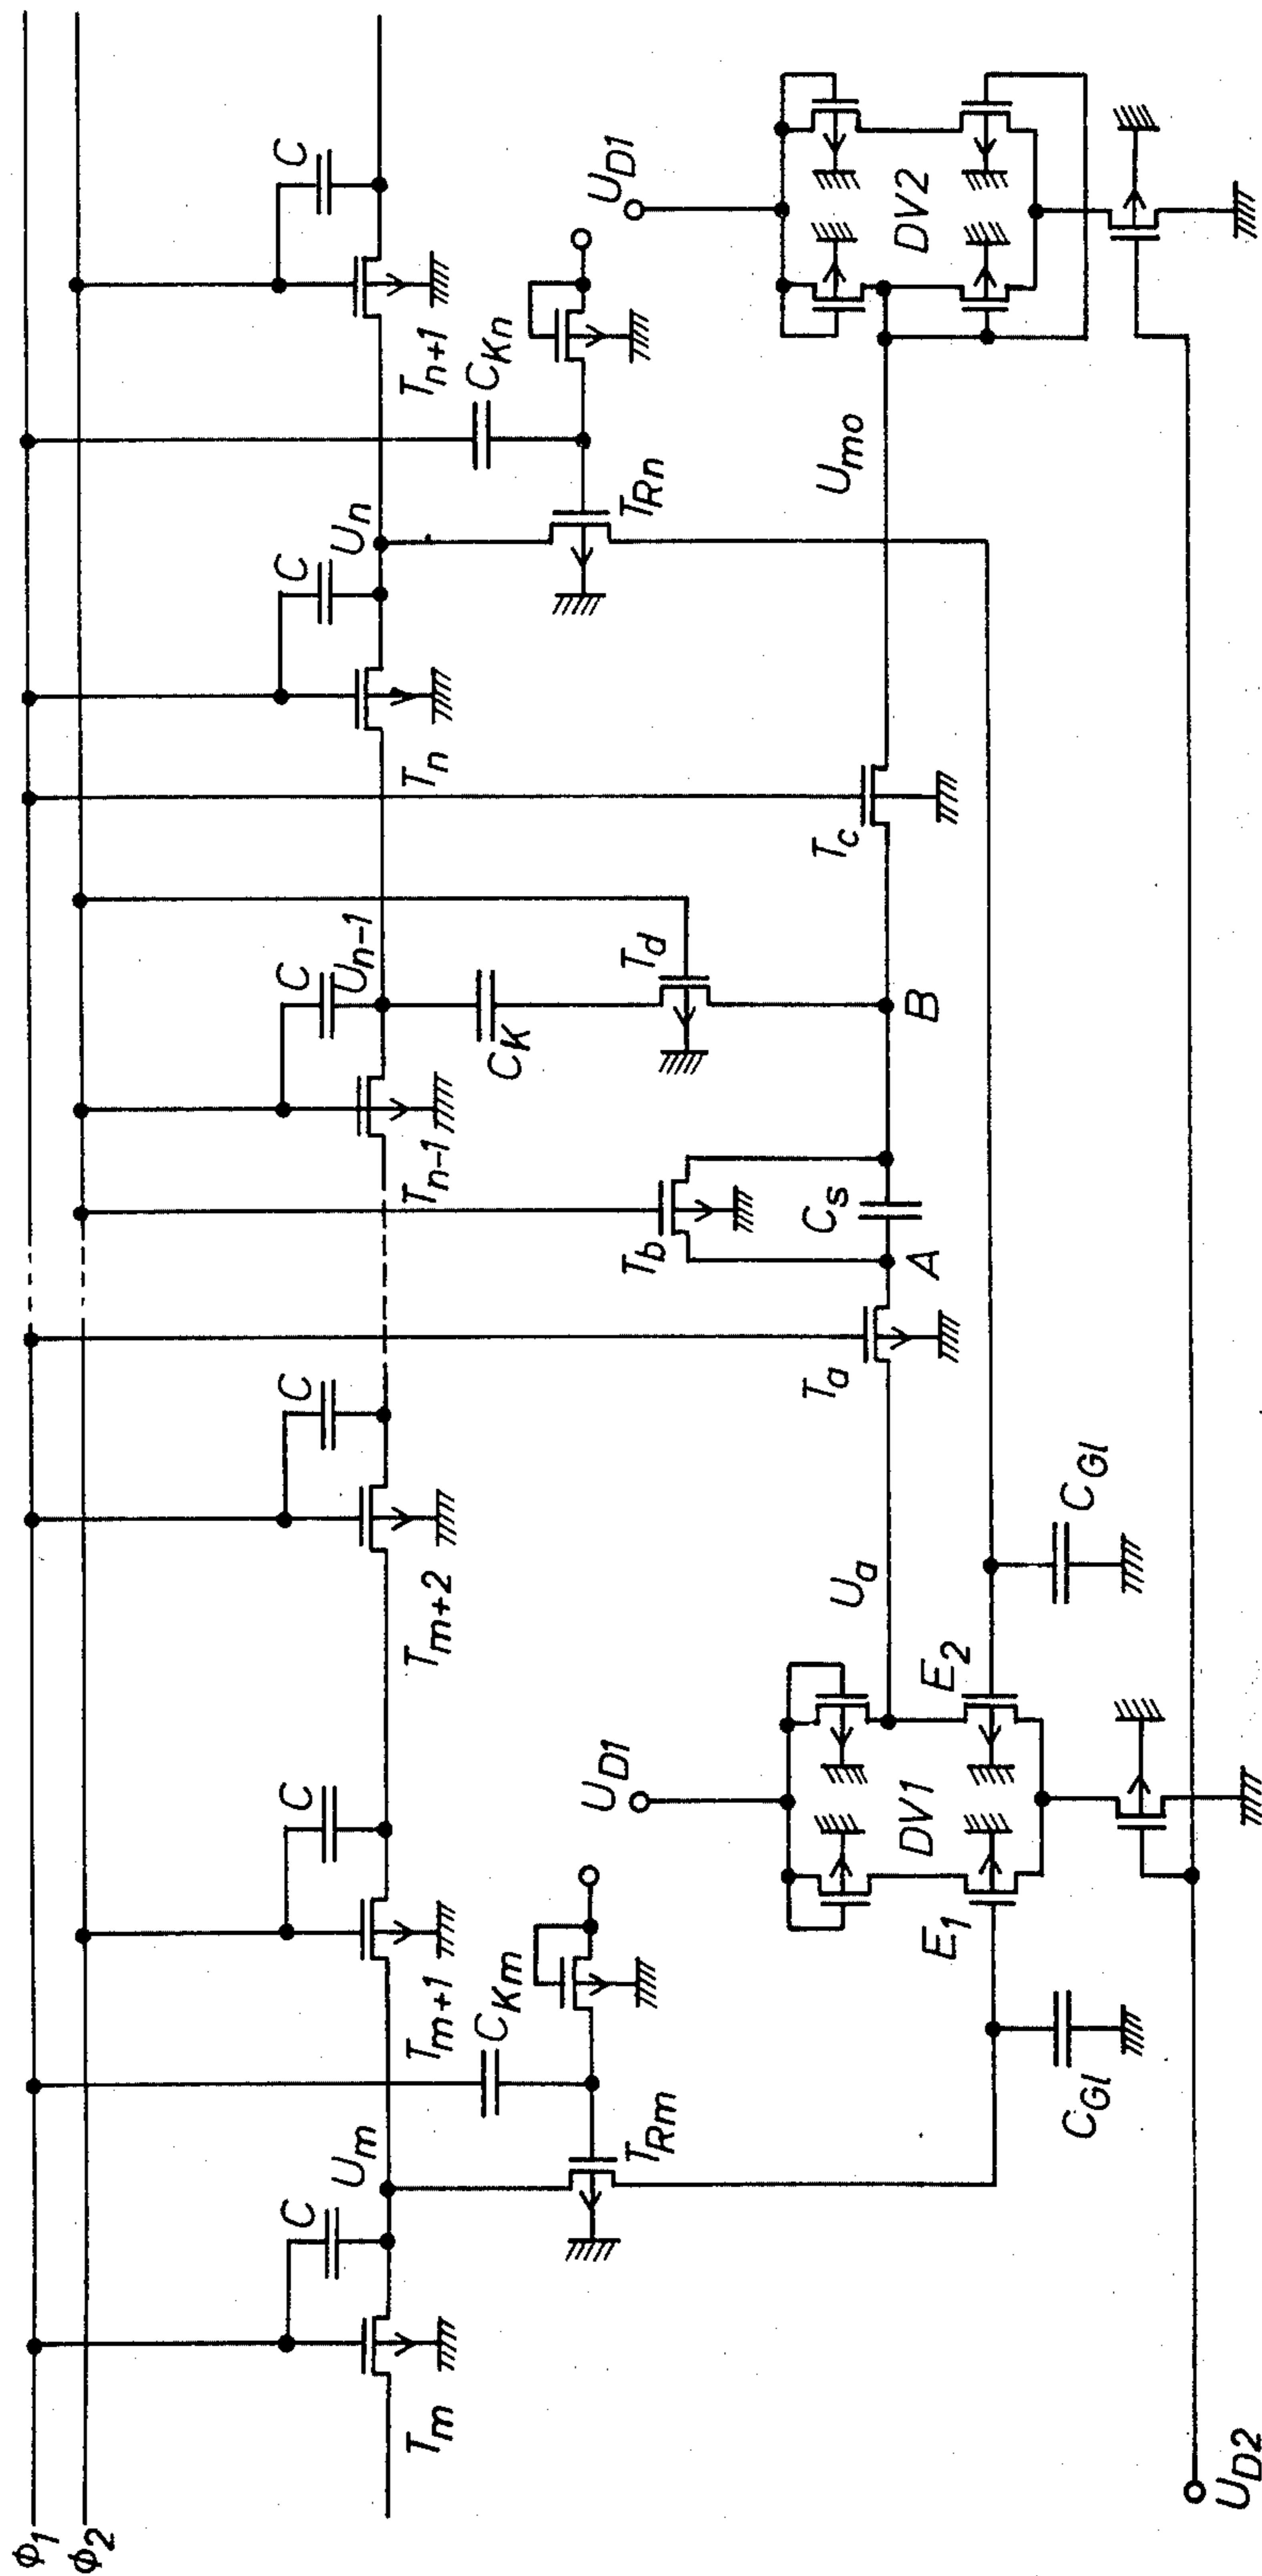 Φ1
Φ2
Tm
C
Um
Tm+1
C
Tm+2
C
Tn-1
C
Un-1
Tn
C
Un
Tn+1
C
CKm
TRm
CK
Td
CKn
TRn
Tb
UD1
UD1
DV1
E1
E2
CGl
CGl
Ua
Ta
A
Cs
B
Tc
Umo
DV2
UD2